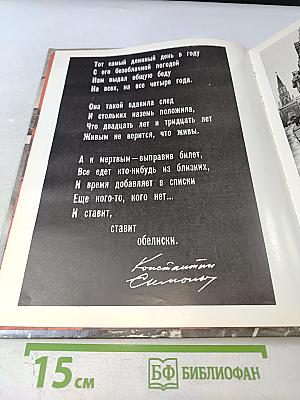 Тот самый длинный день в году
С его безоблачной погодой
Нам выдал общую беду
На всех, на все четыре года.
Она такой вдавила след
И стольких наземь положила,
Что двадцать лет и тридцать лет
Живым не верится, что живы.
А к мертвым — выправив билет,
Все едет кто-нибудь из близких,
И время добавляет в списки
Еще кого-то, кого нет...
И ставит,
ставит
обелиски.
Константин
Симонов
15 см
БФ БИБЛИОФАН